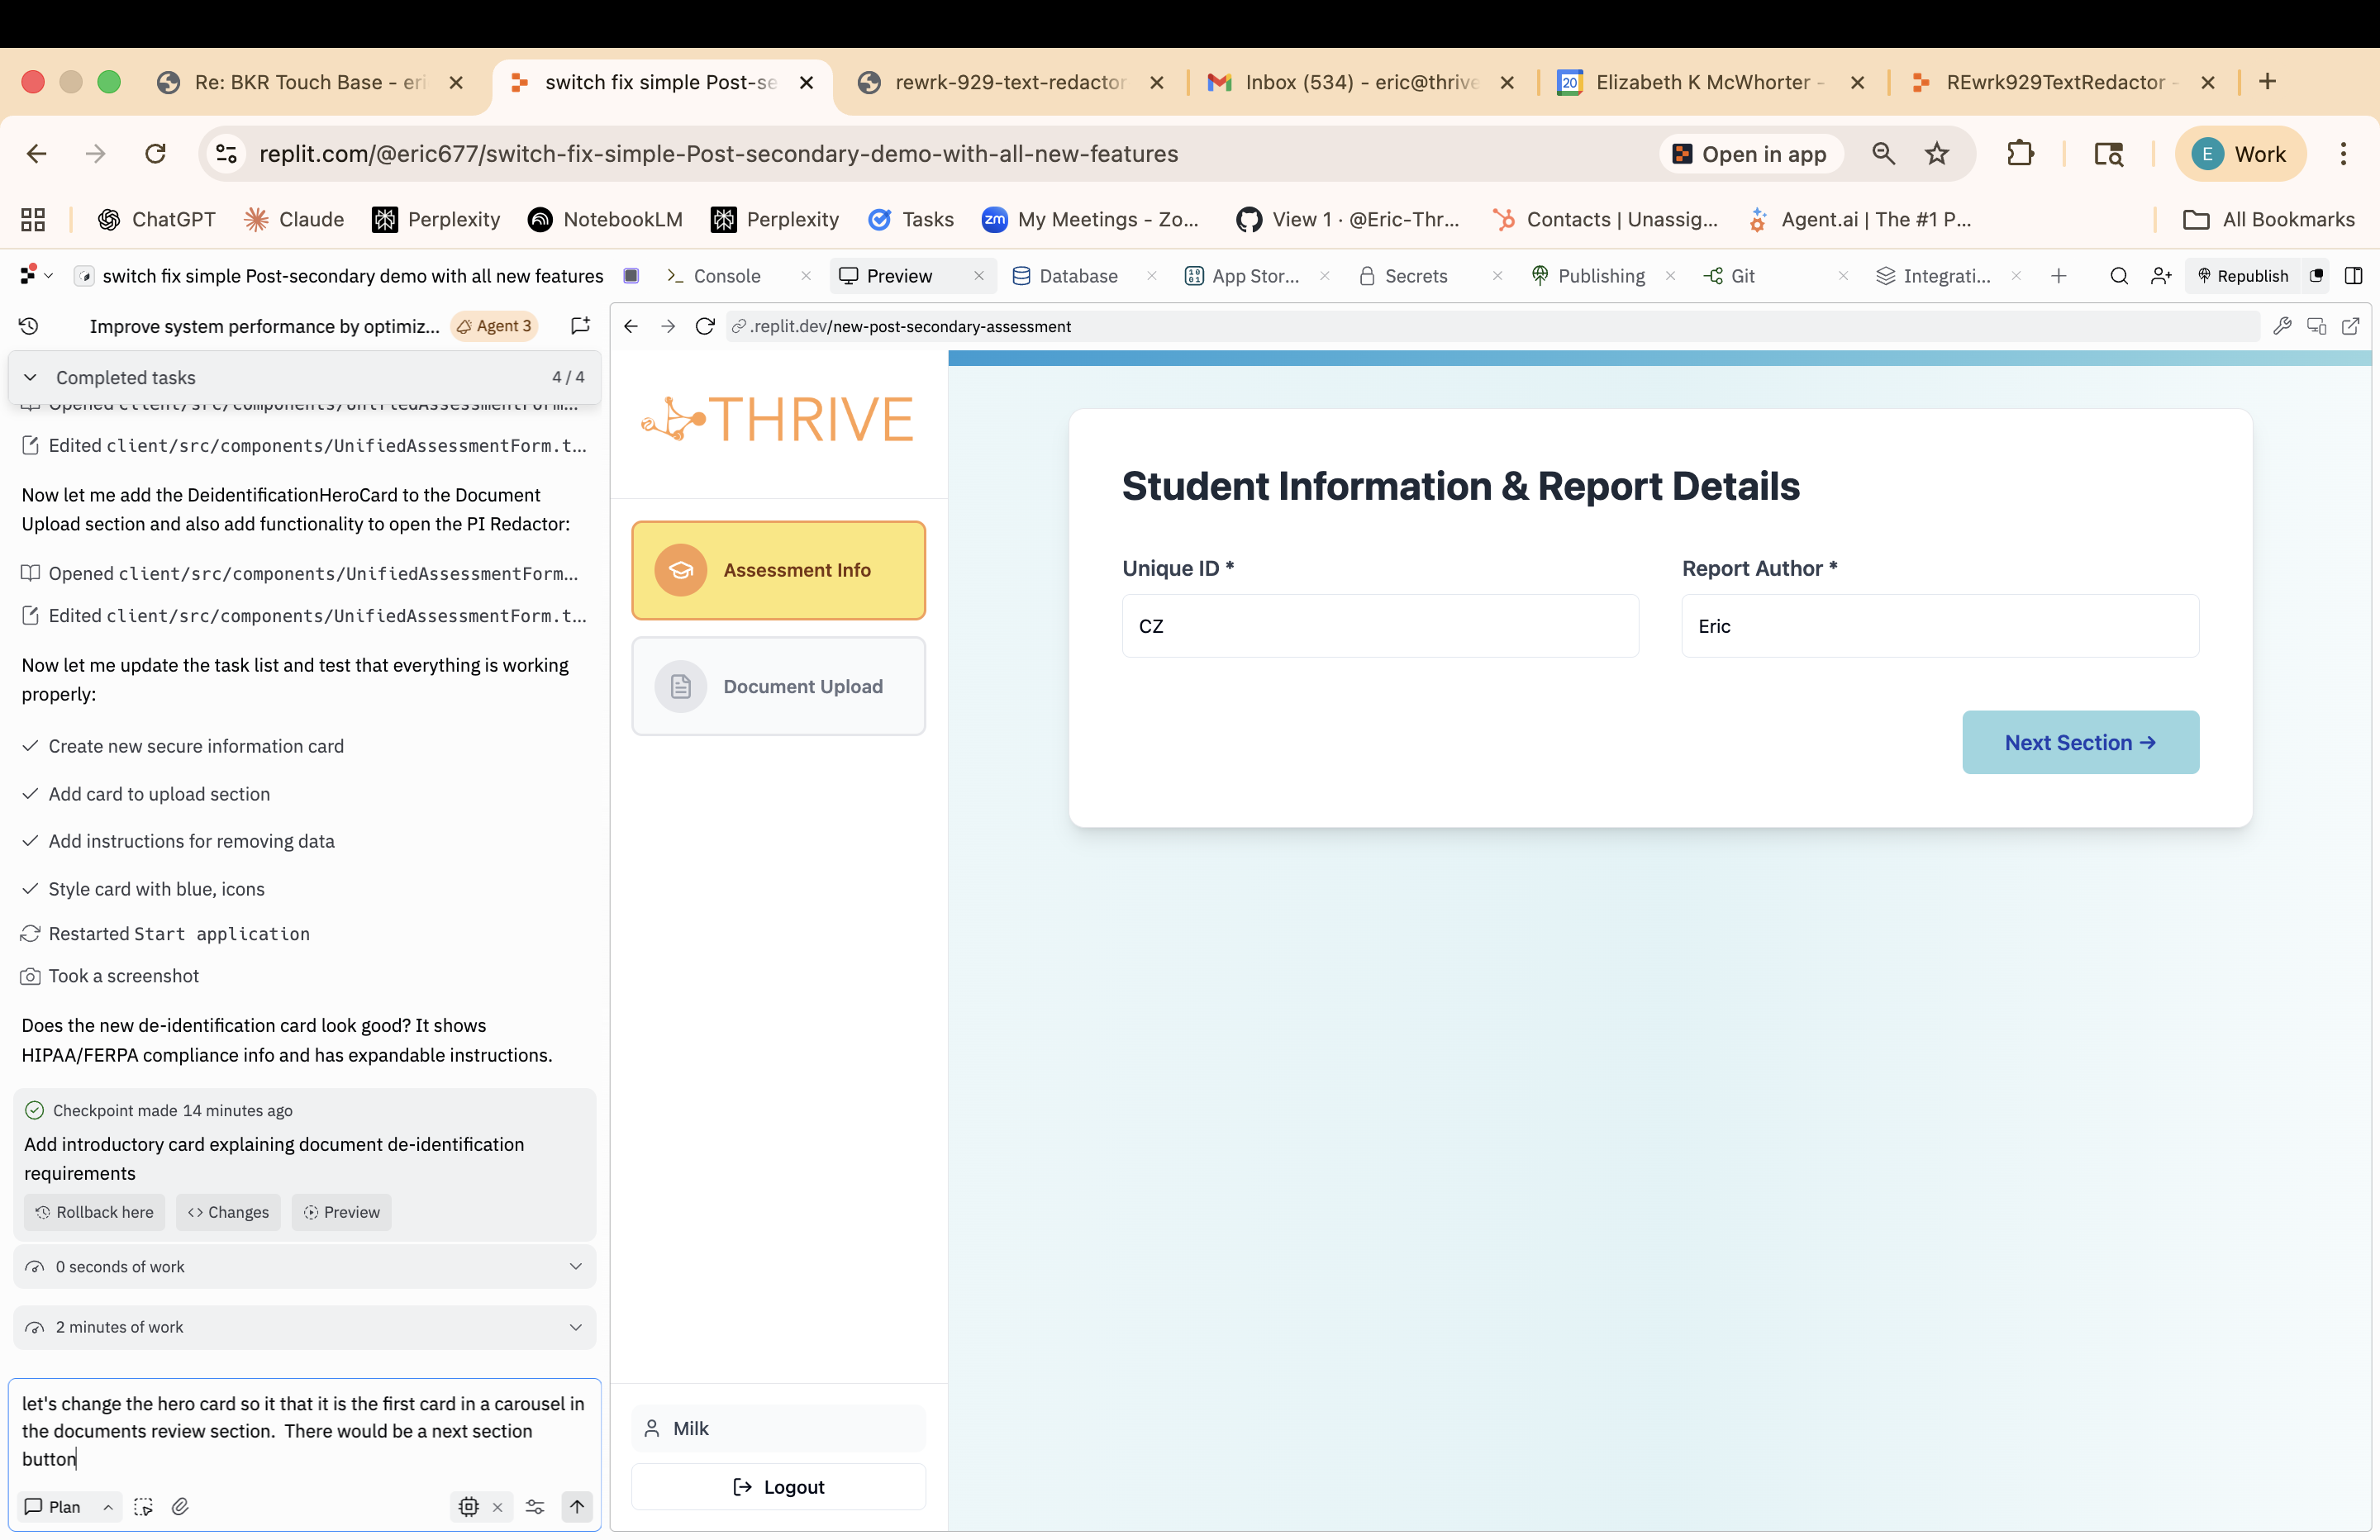 Re: BKR Touch Base - eri
switch fix simple Post-se
rewrk-929-text-redactor
Inbox (534) - eric@thrive
20
Elizabeth K McWhorter -
REwrk929TextRedactor -
replit.com/@eric677/switch-fix-simple-Post-secondary-demo-with-all-new-features
Open in app
E
Work
ChatGPT
Claude
Perplexity
NotebookLM
Perplexity
Tasks
zm
My Meetings - Zo...
View 1 · @Eric-Thr...
Contacts | Unassig...
Agent.ai | The #1 P...
All Bookmarks
switch fix simple Post-secondary demo with all new features
Console
Preview
Database
App Stor...
Secrets
Publishing
Git
Integrati...
Republish
Improve system performance by optimiz...
Agent 3
.replit.dev/new-post-secondary-assessment
Completed tasks
4 / 4
Opened client/src/components/UnifiedAssessmentForm...
Edited client/src/components/UnifiedAssessmentForm.t...
Now let me add the DeidentificationHeroCard to the Document
Upload section and also add functionality to open the PI Redactor:
Opened client/src/components/UnifiedAssessmentForm...
Edited client/src/components/UnifiedAssessmentForm.t...
Now let me update the task list and test that everything is working
properly:
Create new secure information card
Add card to upload section
Add instructions for removing data
Style card with blue, icons
Restarted Start application
Took a screenshot
Does the new de-identification card look good? It shows
HIPAA/FERPA compliance info and has expandable instructions.
Checkpoint made 14 minutes ago
Add introductory card explaining document de-identification
requirements
Rollback here
Changes
Preview
0 seconds of work
2 minutes of work
let's change the hero card so it that it is the first card in a carousel in
the documents review section.  There would be a next section
button
Plan
THRIVE
Assessment Info
Document Upload
Milk
Logout
Student Information & Report Details
Unique ID *
Report Author *
CZ
Eric
Next Section →